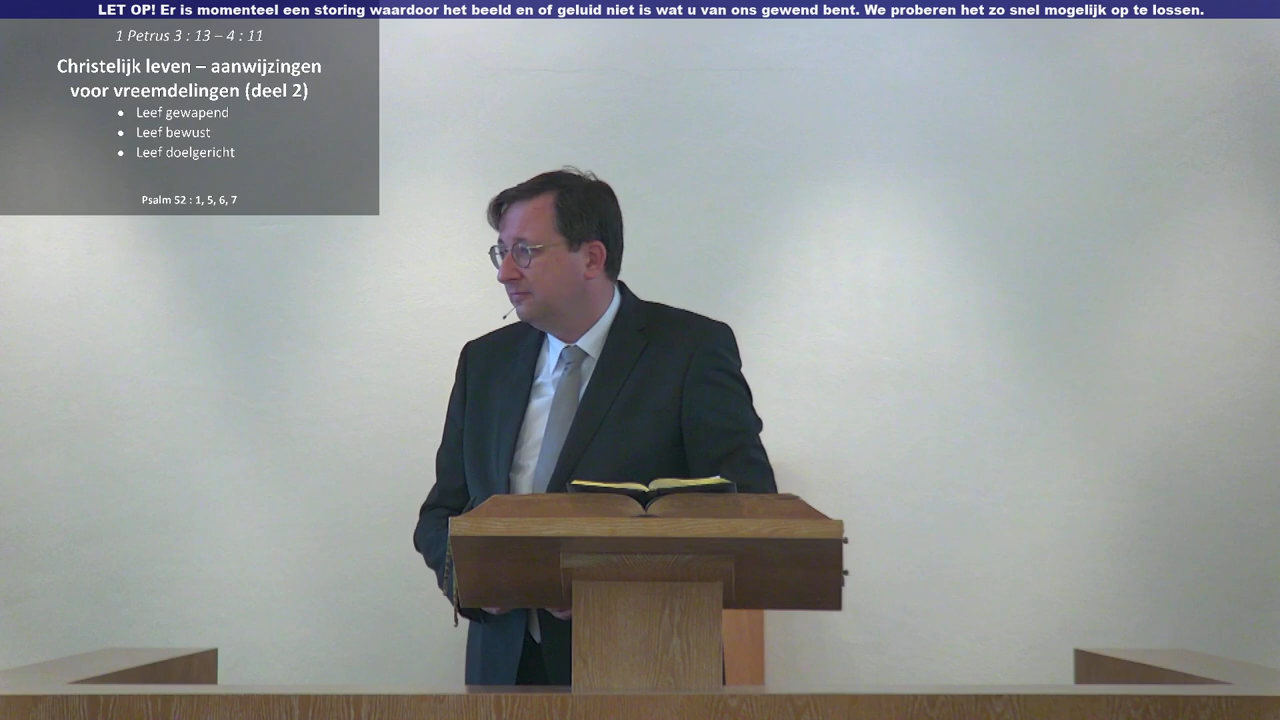 LET OP! Er is momenteel een storing waardoor het beeld en of geluid niet is wat u van ons gewend bent. We proberen het zo snel mogelijk op te lossen.
1 Petrus 3 : 13 – 4 : 11
Christelijk leven – aanwijzingen
voor vreemdelingen (deel 2)
• Leef gewapend
• Leef bewust
• Leef doelgericht
Psalm 52 : 1, 5, 6, 7